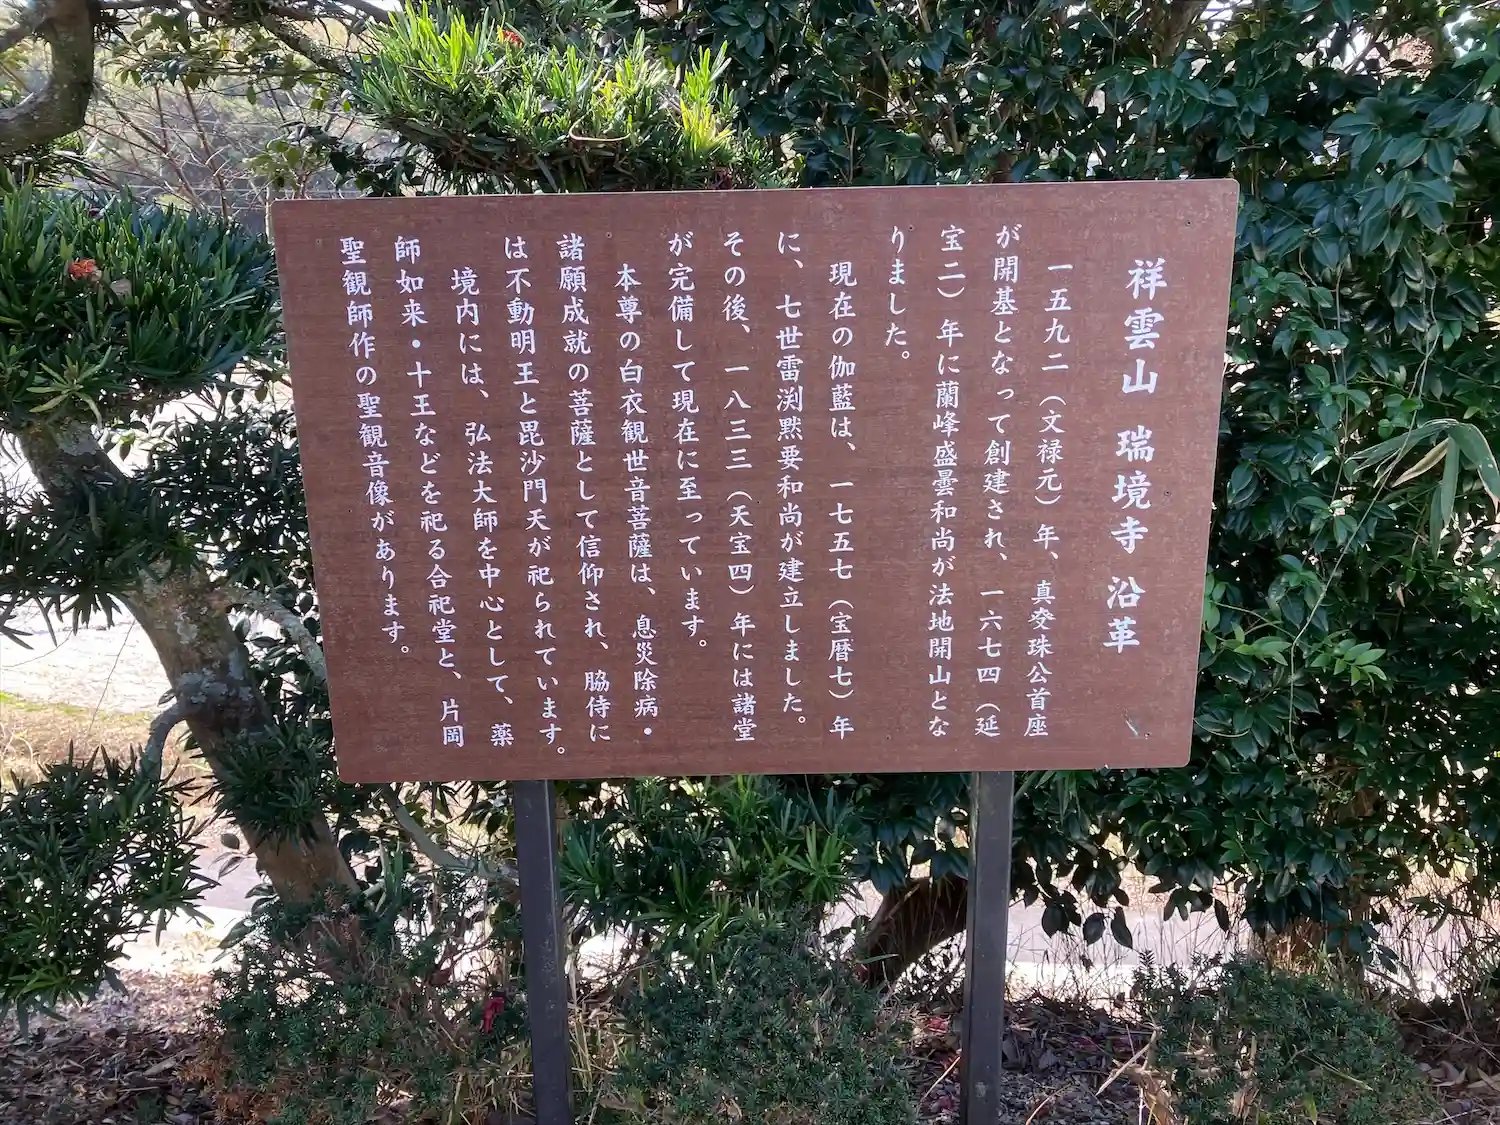 祥雲山 瑞境寺 沿革
一五九二（文禄元）年、真癸珠公首座
が開基となって創建され、一六七四（延
宝二）年に蘭峰盛曇和尚が法地開山とな
りました。
現在の伽藍は、一七五七（宝暦七）年
に、七世雷渕黙要和尚が建立しました。
その後、一八三三（天宝四）年には諸堂
が完備して現在に至っています。
本尊の白衣観世音菩薩は、息災除病・
諸願成就の菩薩として信仰され、脇侍に
は不動明王と毘沙門天が祀られています。
境内には、弘法大師を中心として、薬
師如来・十王などを祀る合祀堂と、片岡
聖観師作の聖観音像があります。